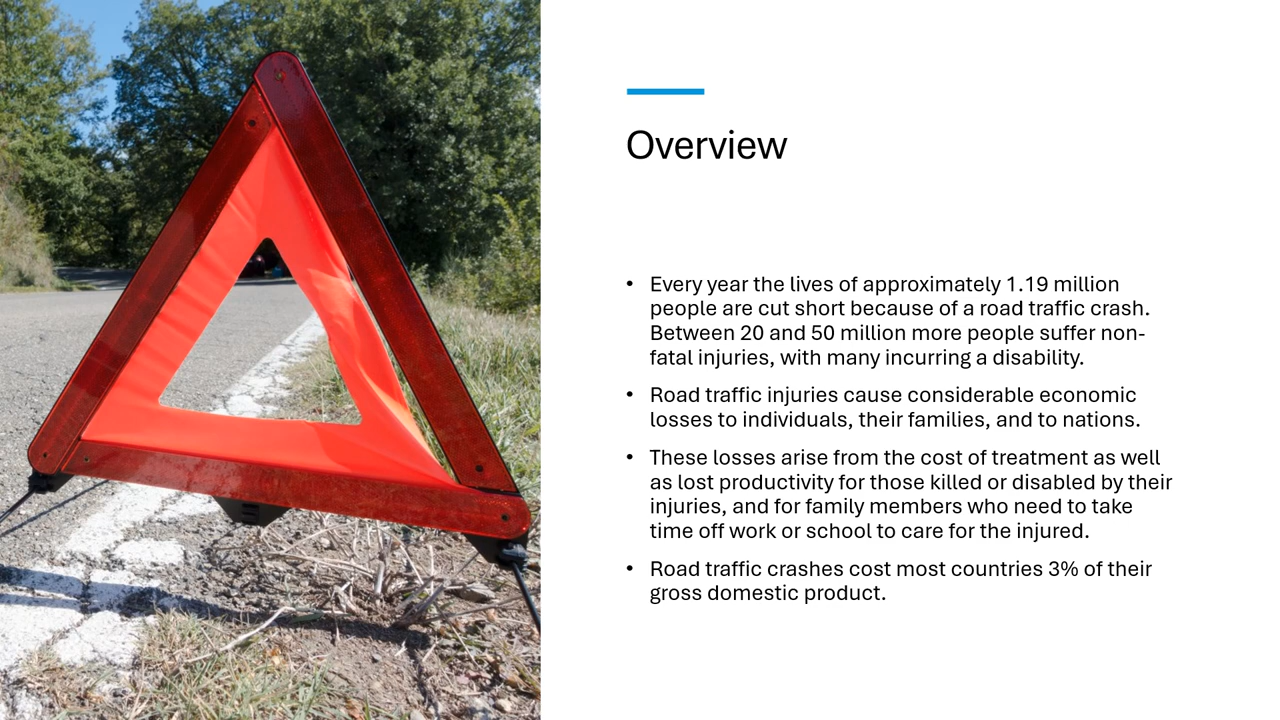 Overview
• Every year the lives of approximately 1.19 million
people are cut short because of a road traffic crash.
Between 20 and 50 million more people suffer non-
fatal injuries, with many incurring a disability.
• Road traffic injuries cause considerable economic
losses to individuals, their families, and to nations.
• These losses arise from the cost of treatment as well
as lost productivity for those killed or disabled by their
injuries, and for family members who need to take
time off work or school to care for the injured.
• Road traffic crashes cost most countries 3% of their
gross domestic product.